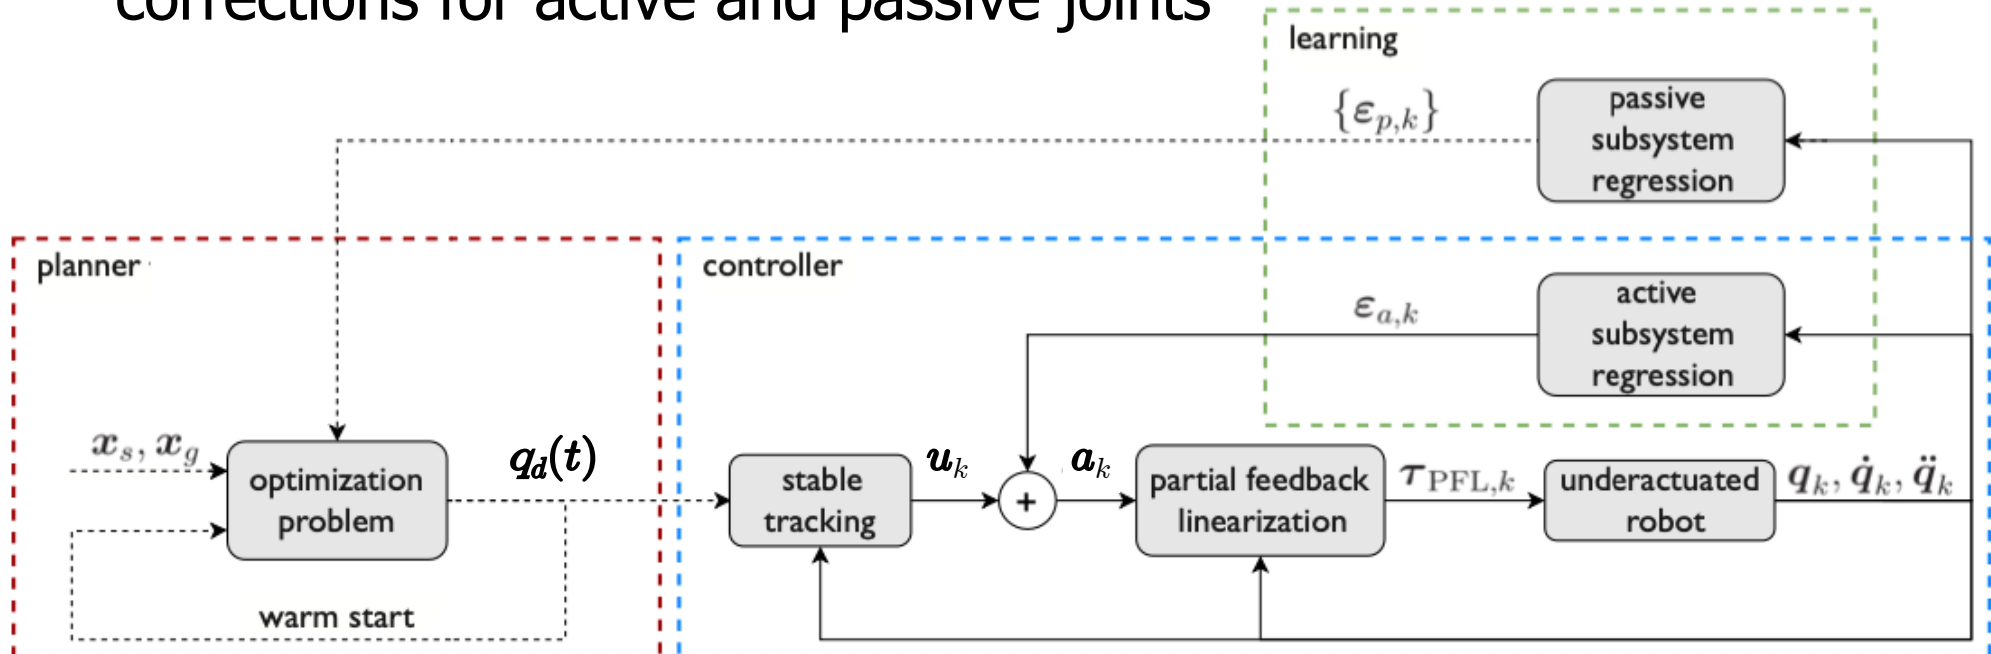 corrections for active and passive joints
learning
{ε_{p,k}}
passive
subsystem
regression
planner
controller
ε_{a,k}
active
subsystem
regression
x_s, x_g
optimization
problem
q_d(t)
stable
tracking
u_k
+
a_k
partial feedback
linearization
τ_{PFL,k}
underactuated
robot
q_k, q̇_k, q̈_k
warm start